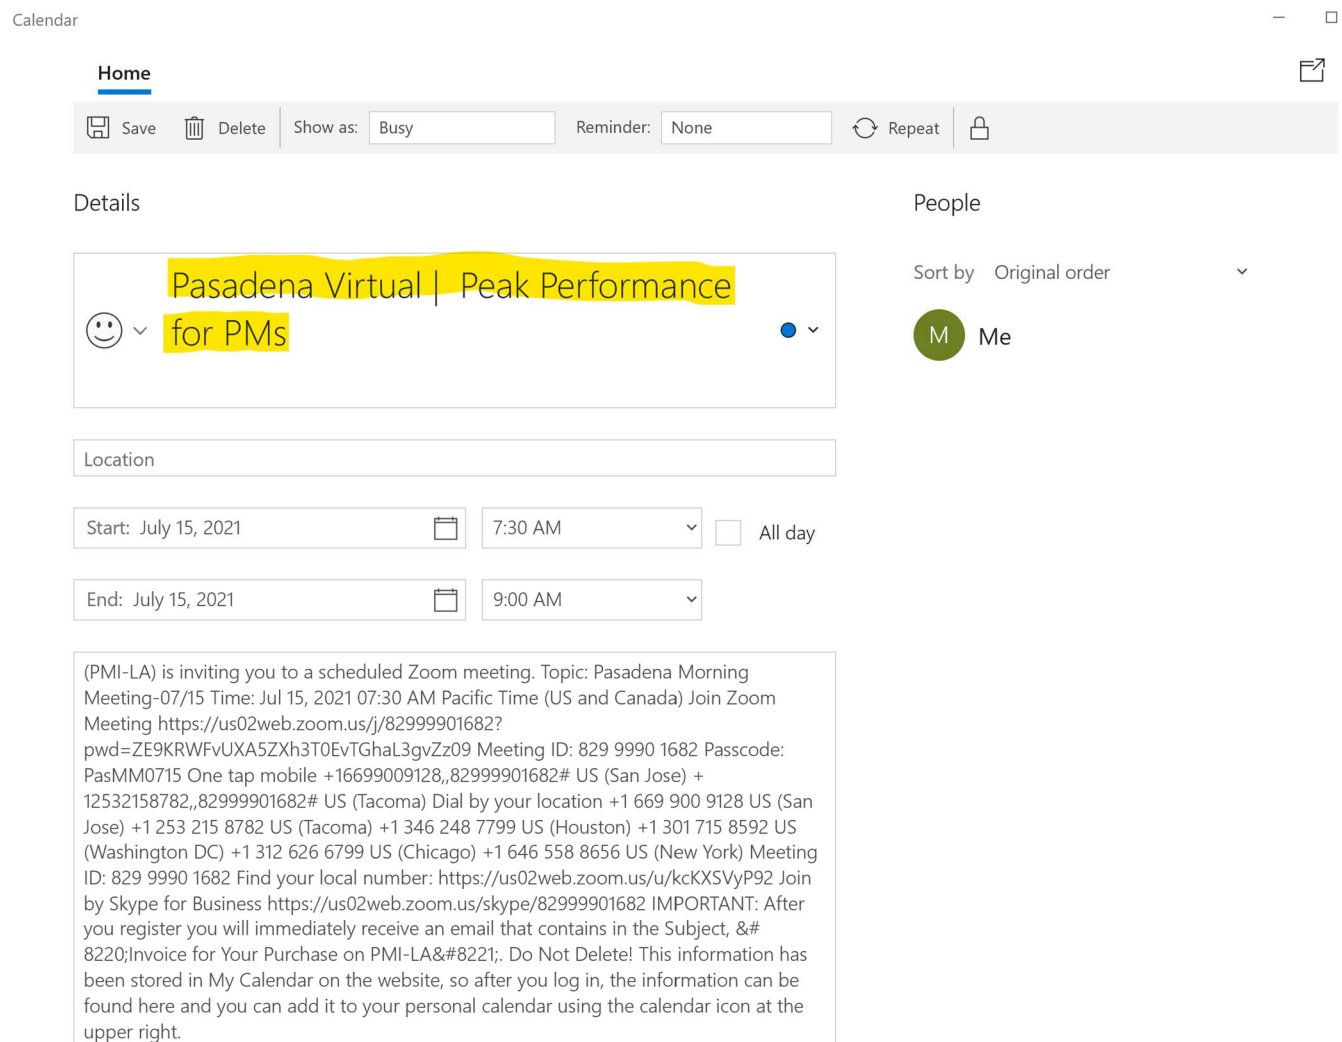 Calendar
Home
Save Delete Show as: Busy Reminder: None Repeat
Details
People
Pasadena Virtual | Peak Performance
for PMs
Sort by Original order
M Me
Location
Start: July 15, 2021 7:30 AM All day
End: July 15, 2021 9:00 AM
(PMI-LA) is inviting you to a scheduled Zoom meeting. Topic: Pasadena Morning
Meeting-07/15 Time: Jul 15, 2021 07:30 AM Pacific Time (US and Canada) Join Zoom
Meeting https://us02web.zoom.us/j/82999901682?
pwd=ZE9KRWFvUXA5ZXh3T0EvTGhaL3gvZz09 Meeting ID: 829 9990 1682 Passcode:
PasMM0715 One tap mobile +16699009128,,82999901682# US (San Jose) +
12532158782,,82999901682# US (Tacoma) Dial by your location +1 669 900 9128 US (San
Jose) +1 253 215 8782 US (Tacoma) +1 346 248 7799 US (Houston) +1 301 715 8592 US
(Washington DC) +1 312 626 6799 US (Chicago) +1 646 558 8656 US (New York) Meeting
ID: 829 9990 1682 Find your local number: https://us02web.zoom.us/u/kcKXSVyP92 Join
by Skype for Business https://us02web.zoom.us/skype/82999901682 IMPORTANT: After
you register you will immediately receive an email that contains in the Subject, &#
8220;Invoice for Your Purchase on PMI-LA&#8221;. Do Not Delete! This information has
been stored in My Calendar on the website, so after you log in, the information can be
found here and you can add it to your personal calendar using the calendar icon at the
upper right.